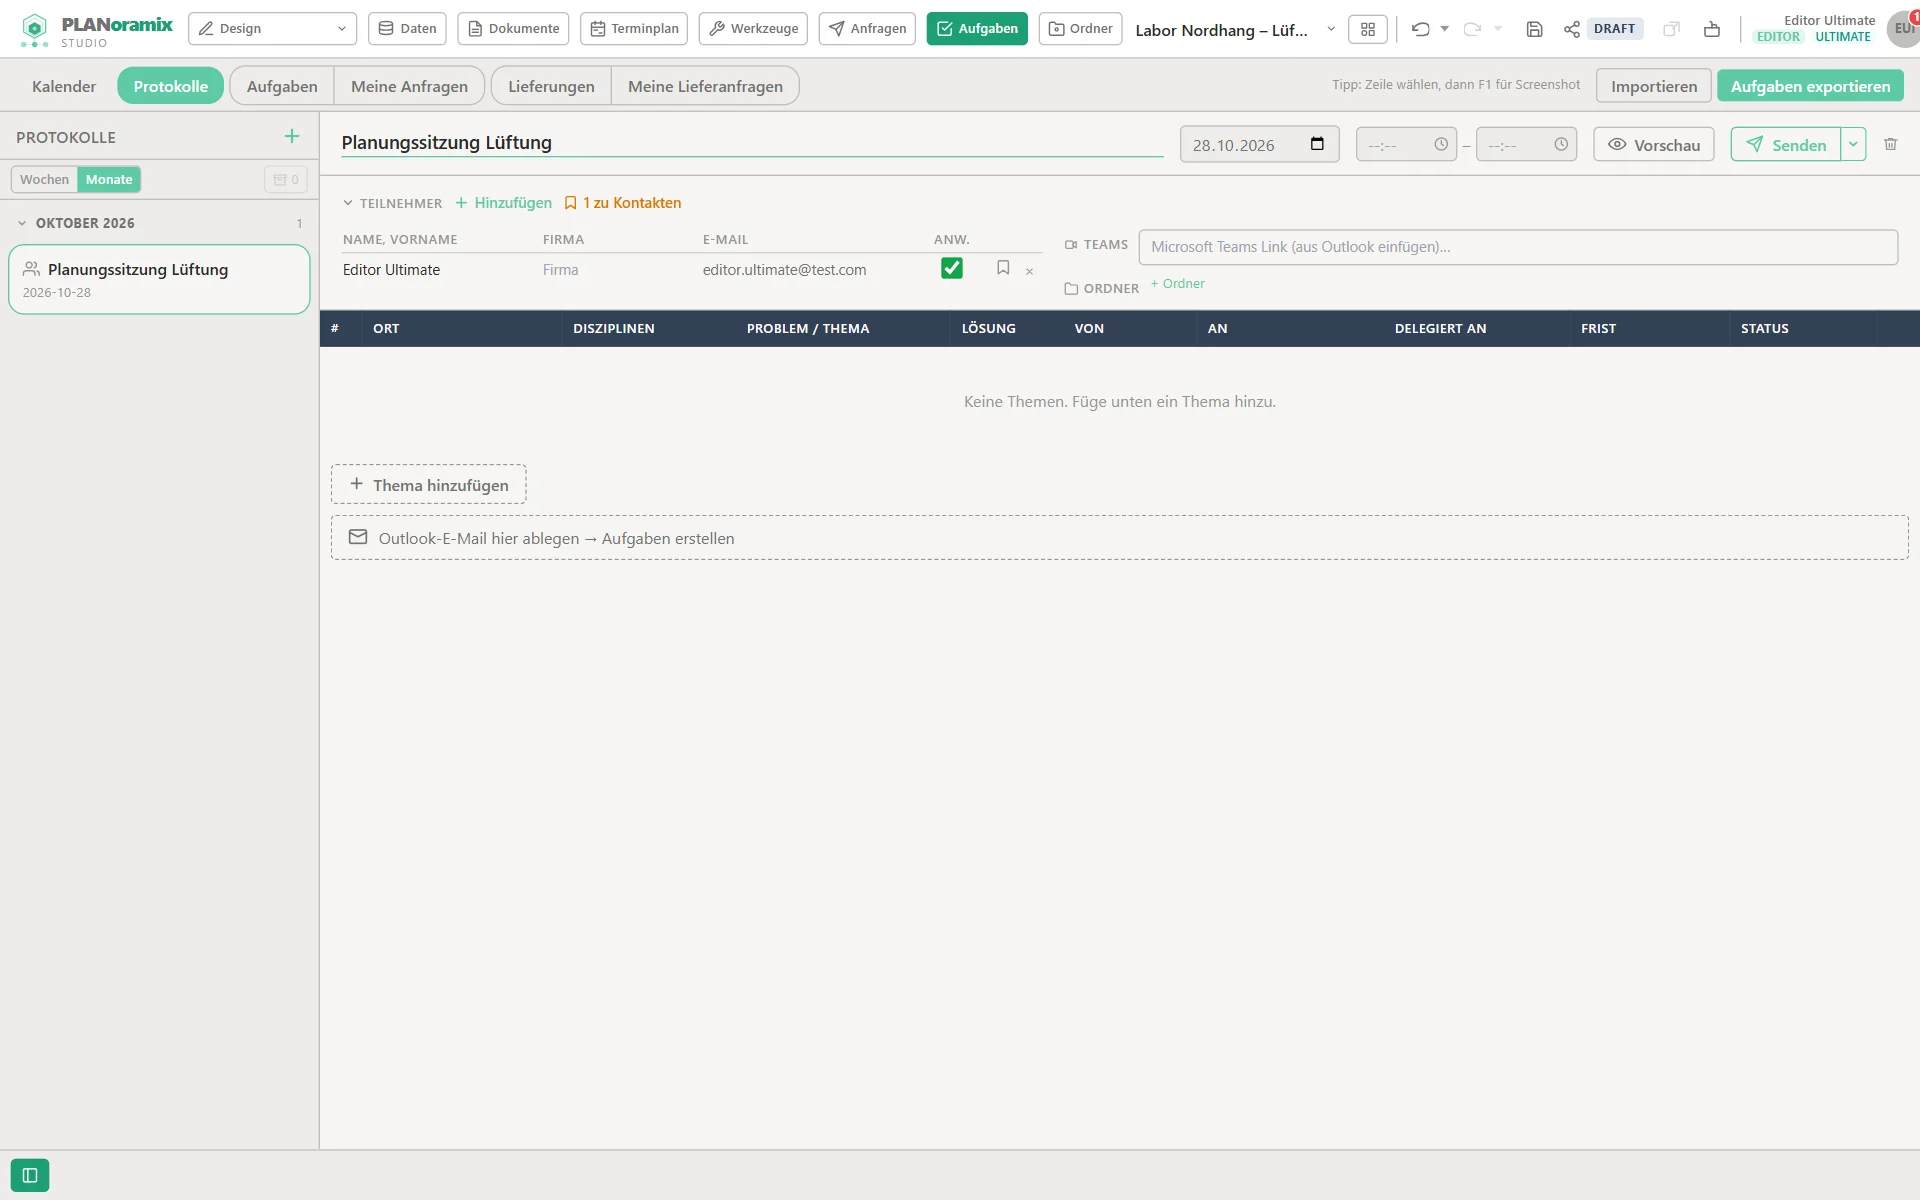 PLANoramix
STUDIO
Design
Daten
Dokumente
Terminplan
Werkzeuge
Anfragen
Aufgaben
Ordner
Labor Nordhang – Lüf...
DRAFT
Editor Ultimate
EDITOR ULTIMATE
EUI
1
Kalender
Protokolle
Aufgaben
Meine Anfragen
Lieferungen
Meine Lieferanfragen
Tipp: Zeile wählen, dann F1 für Screenshot
Importieren
Aufgaben exportieren
PROTOKOLLE
Wochen
Monate
0
OKTOBER 2026
1
Planungssitzung Lüftung
2026-10-28
Planungssitzung Lüftung
28.10.2026
--:-- – --:--
Vorschau
Senden
TEILNEHMER
+ Hinzufügen
1 zu Kontakten
NAME, VORNAME FIRMA E-MAIL ANW.
Editor Ultimate Firma editor.ultimate@test.com ×
TEAMS
Microsoft Teams Link (aus Outlook einfügen)...
ORDNER
+ Ordner
# ORT DISZIPLINEN PROBLEM / THEMA LÖSUNG VON AN DELEGIERT AN FRIST STATUS
Keine Themen. Füge unten ein Thema hinzu.
+ Thema hinzufügen
Outlook-E-Mail hier ablegen → Aufgaben erstellen